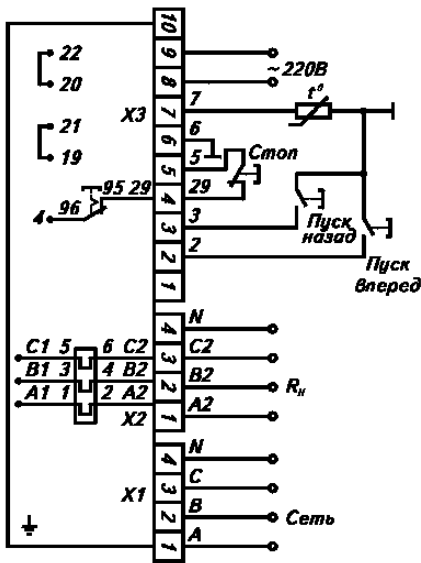 10
22
9
20
8
~220В
7
t°
X3
7
21
6
6
19
5
5
Стоп
95 29
4
29
4
96
3
3
Пуск назад
2
2
Пуск вперед
1
4
N
C1 5 6 C2
3
C2
B1 3 4 B2
2
B2
Rн
A1 1 2 A2
1
A2
X2
4
N
3
C
X1
2
B
Сеть
1
A